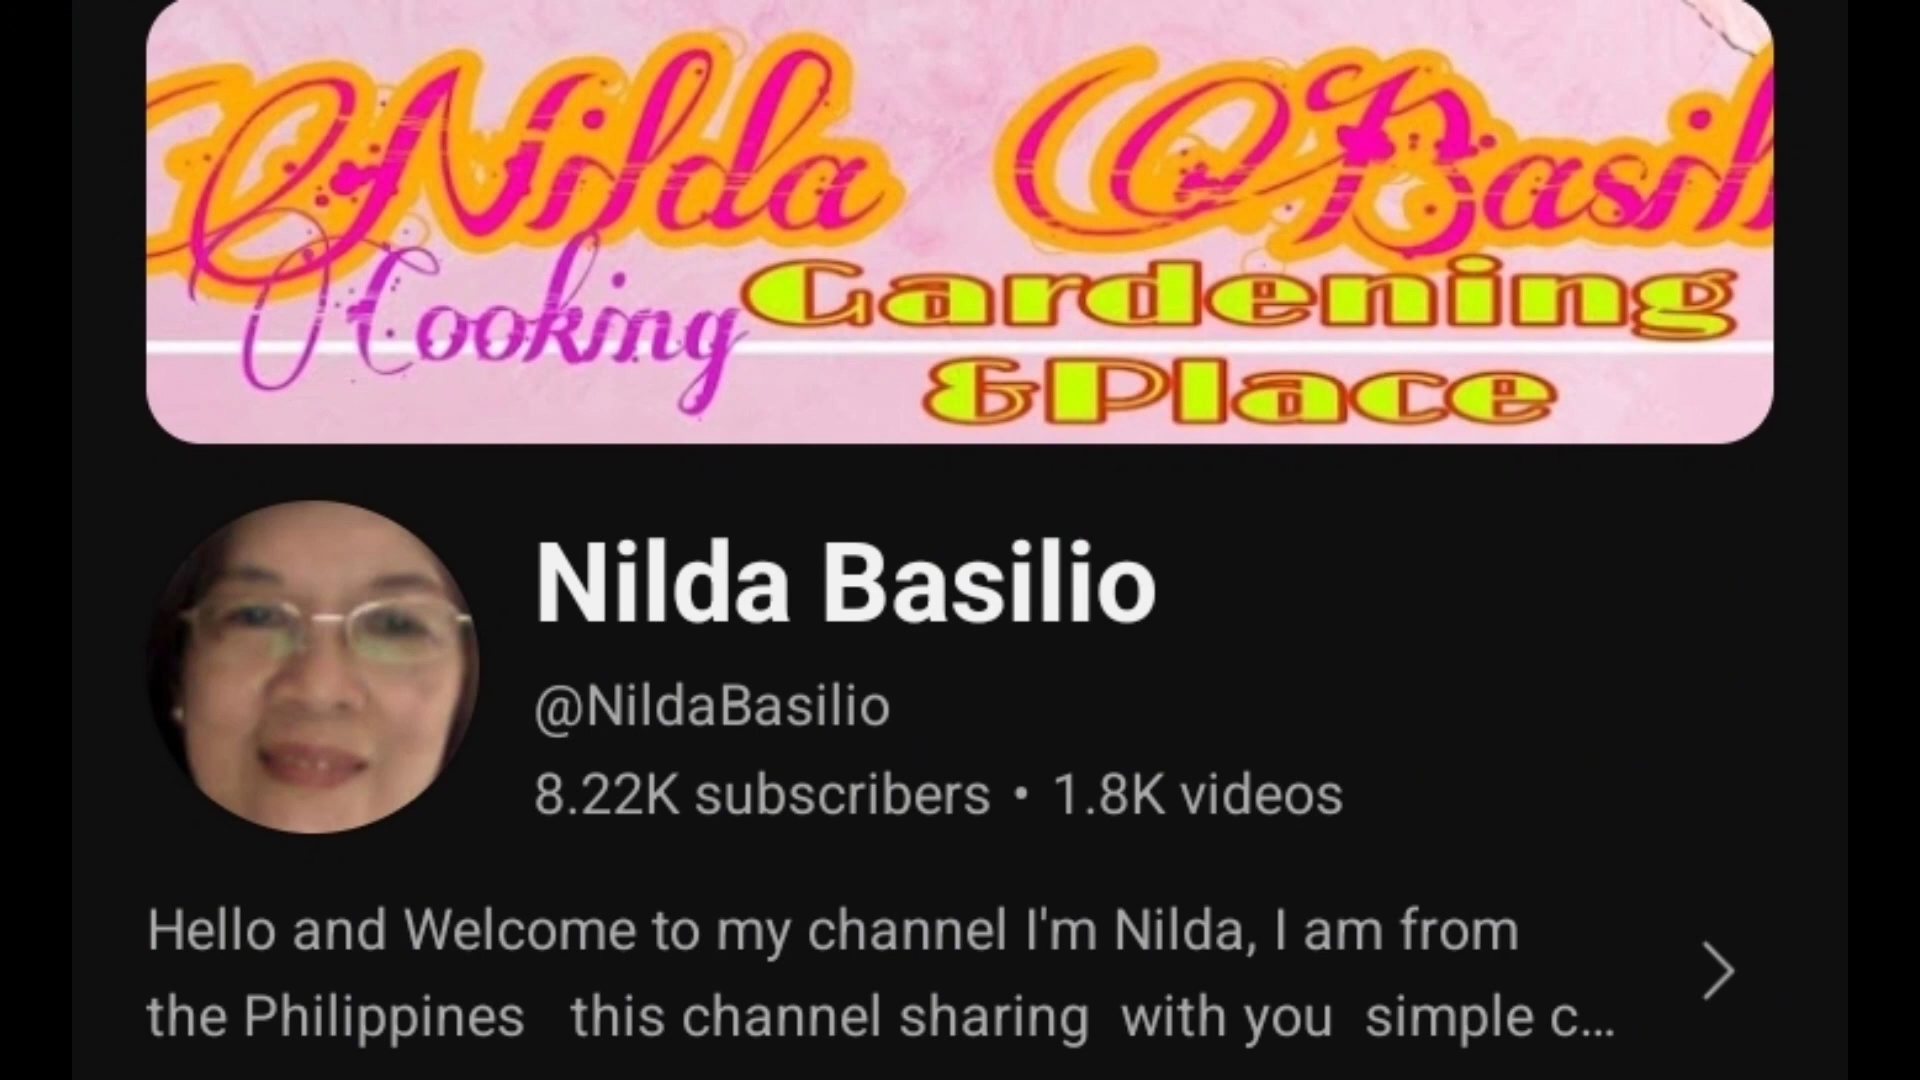 Nilda Basil
Cooking Gardening
&Place
Nilda Basilio
@NildaBasilio
8.22K subscribers • 1.8K videos
Hello and Welcome to my channel I'm Nilda, I am from
the Philippines this channel sharing with you simple c...